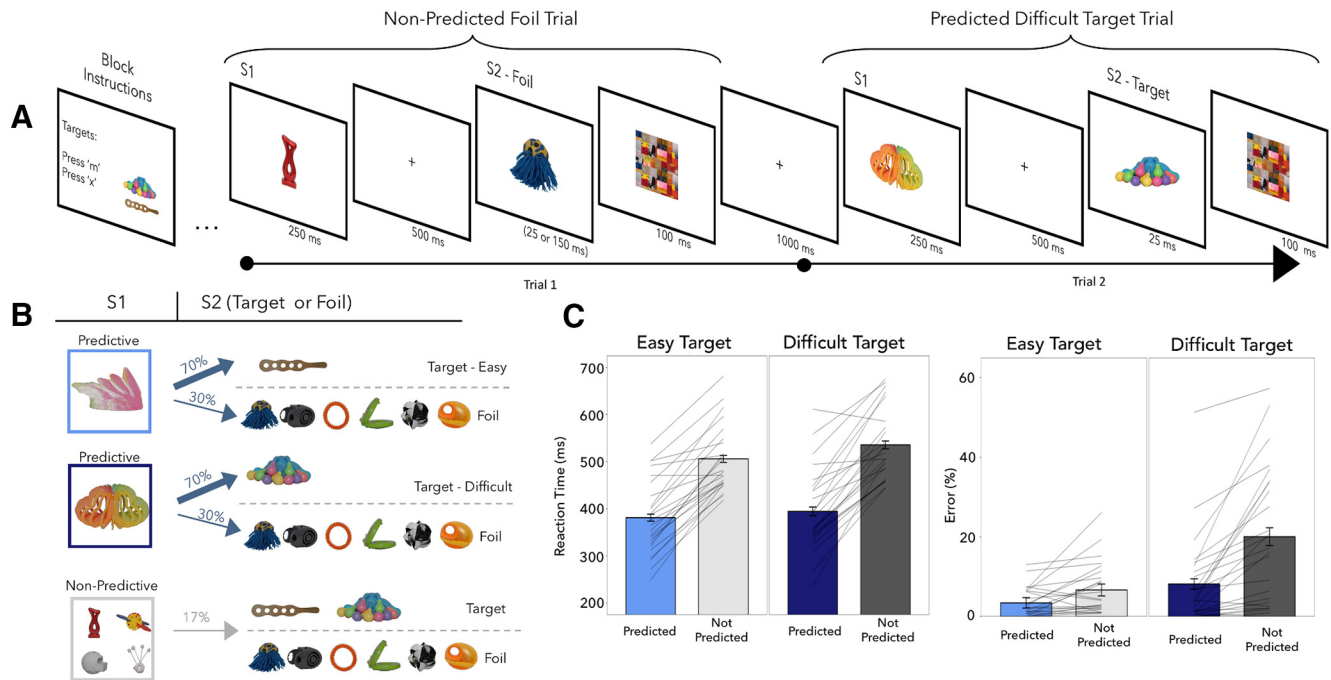 Non-Predicted Foil Trial
Predicted Difficult Target Trial
A
Block
Instructions
Targets:
Press 'm'
Press 'x'
...
S1
S2 - Foil
S1
S2 - Target
+
+
+
250 ms
500 ms
(25 or 150 ms)
100 ms
1000 ms
250 ms
500 ms
25 ms
100 ms
Trial 1
Trial 2
B
S1
S2 (Target or Foil)
Predictive
70%
30%
Target - Easy
Foil
Predictive
70%
30%
Target - Difficult
Foil
Non-Predictive
17%
Target
Foil
C
Easy Target
Difficult Target
Reaction Time (ms)
700
600
500
400
300
200
Predicted
Not
Predicted
Predicted
Not
Predicted
Easy Target
Difficult Target
Error (%)
60
40
20
0
Predicted
Not
Predicted
Predicted
Not
Predicted